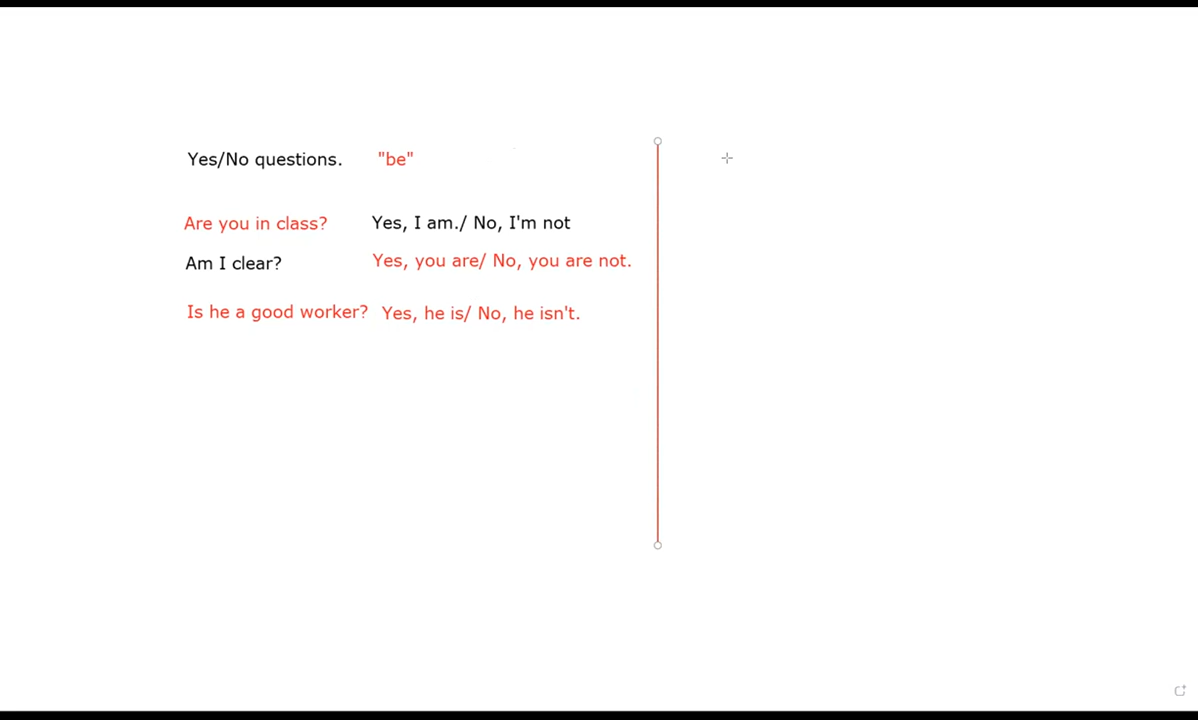 Yes/No questions. "be"
Are you in class? Yes, I am./ No, I'm not
Am I clear? Yes, you are/ No, you are not.
Is he a good worker? Yes, he is/ No, he isn't.